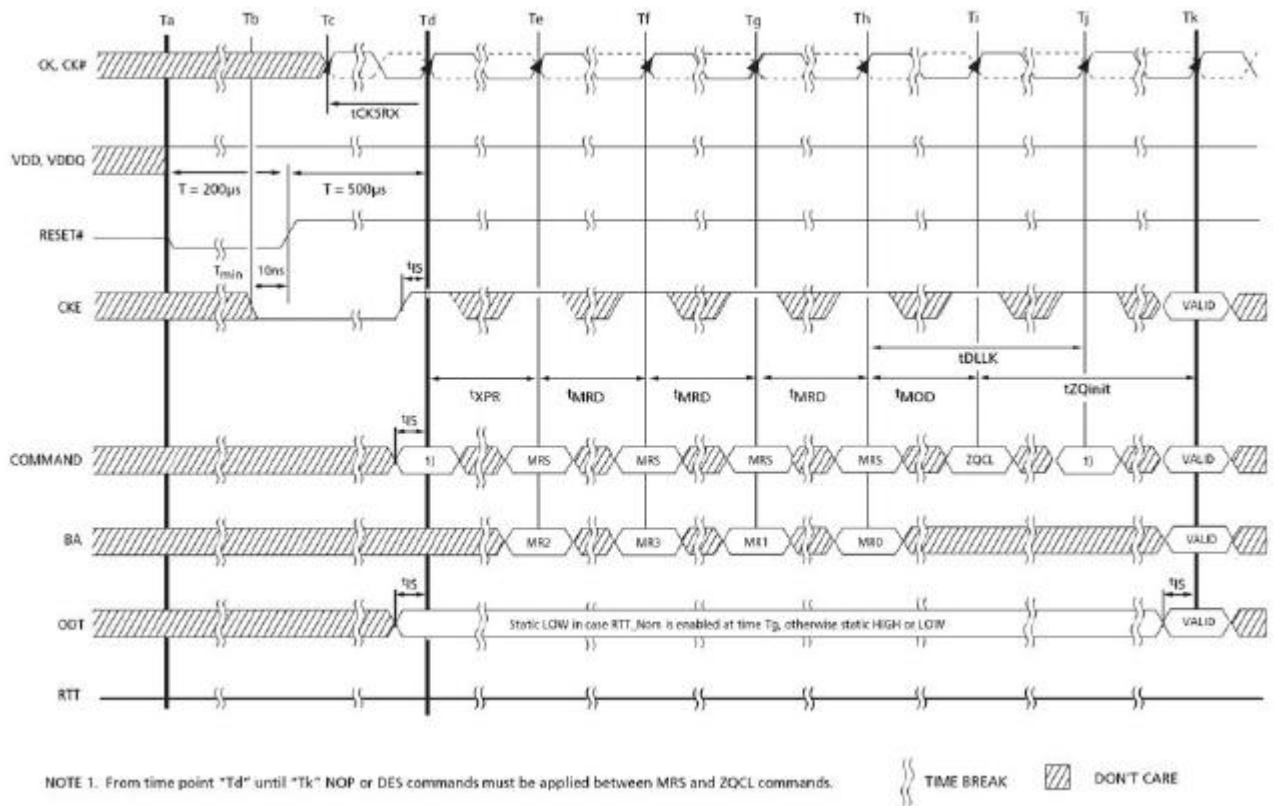 Ta Tb Tc Td Te Tf Tg Th Ti Tj Tk
CK, CK#
tCKSRX
VDD, VDDQ
T = 200µs T = 500µs
RESET#
Tmin 10ns tIS
CKE VALID
tDLLK
tXPR tMRD tMRD tMRD tMOD tZQinit
tIS
COMMAND 1) MRS MRS MRS MRS ZQCL 1) VALID
BA MR2 MR3 MR1 MR0 VALID
tIS tIS
ODT Static LOW in case RTT_Nom is enabled at time Tg, otherwise static HIGH or LOW VALID
RTT
NOTE 1. From time point "Td" until "Tk" NOP or DES commands must be applied between MRS and ZQCL commands. TIME BREAK DON'T CARE